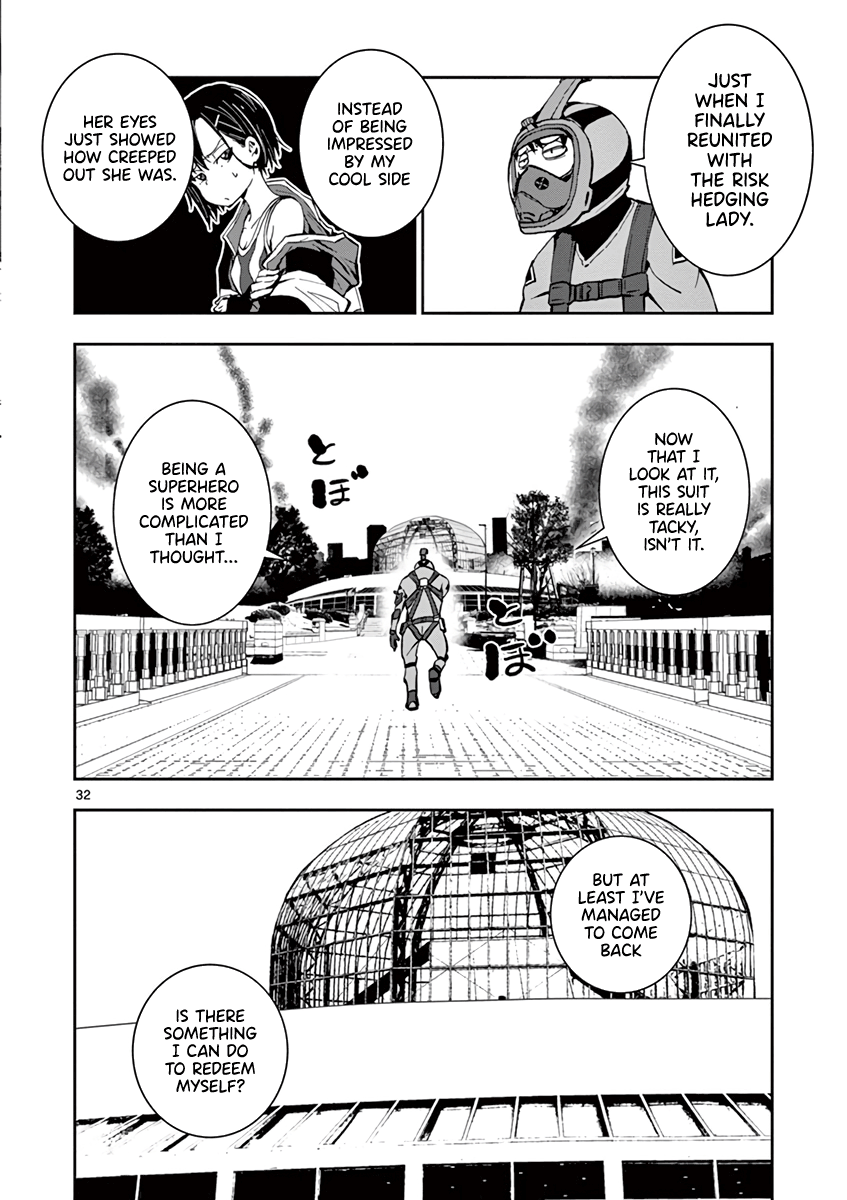 JUST
WHEN I
FINALLY
REUNITED
WITH
THE RISK
HEDGING
LADY.
INSTEAD
OF BEING
IMPRESSED
BY MY
COOL SIDE
HER EYES
JUST SHOWED
HOW CREEPED
OUT SHE WAS.
NOW
THAT I
LOOK AT IT,
THIS SUIT
IS REALLY
TACKY,
ISN'T IT.
とぼ
とぼ
BEING A
SUPERHERO
IS MORE
COMPLICATED
THAN I
THOUGHT...
32
BUT AT
LEAST I'VE
MANAGED
TO COME
BACK
IS THERE
SOMETHING
I CAN DO
TO REDEEM
MYSELF?